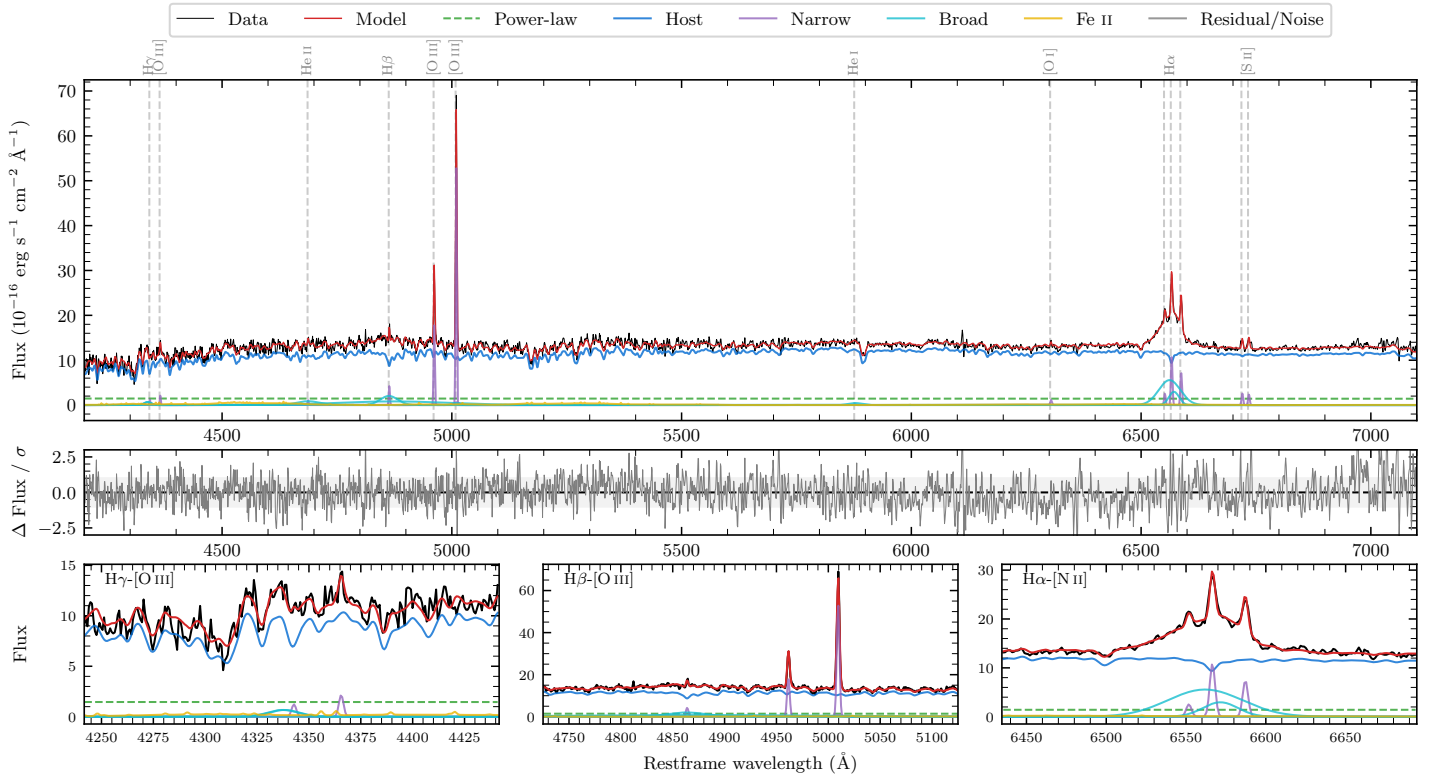 Data Model Power-law Host Narrow Broad Fe II Residual/Noise
Hγ [O III] He II Hβ [O III] [O III] He I [O I] Hα [S II]
Flux (10⁻¹⁶ erg s⁻¹ cm⁻² Å⁻¹)
70
60
50
40
30
20
10
0
4500 5000 5500 6000 6500 7000
Δ Flux / σ
2.5
0.0
−2.5
4500 5000 5500 6000 6500 7000
Flux
Hγ-[O III]
15
10
5
0
4250 4275 4300 4325 4350 4375 4400 4425
Hβ-[O III]
60
40
20
0
4750 4800 4850 4900 4950 5000 5050 5100
Hα-[N II]
30
20
10
0
6450 6500 6550 6600 6650
Restframe wavelength (Å)